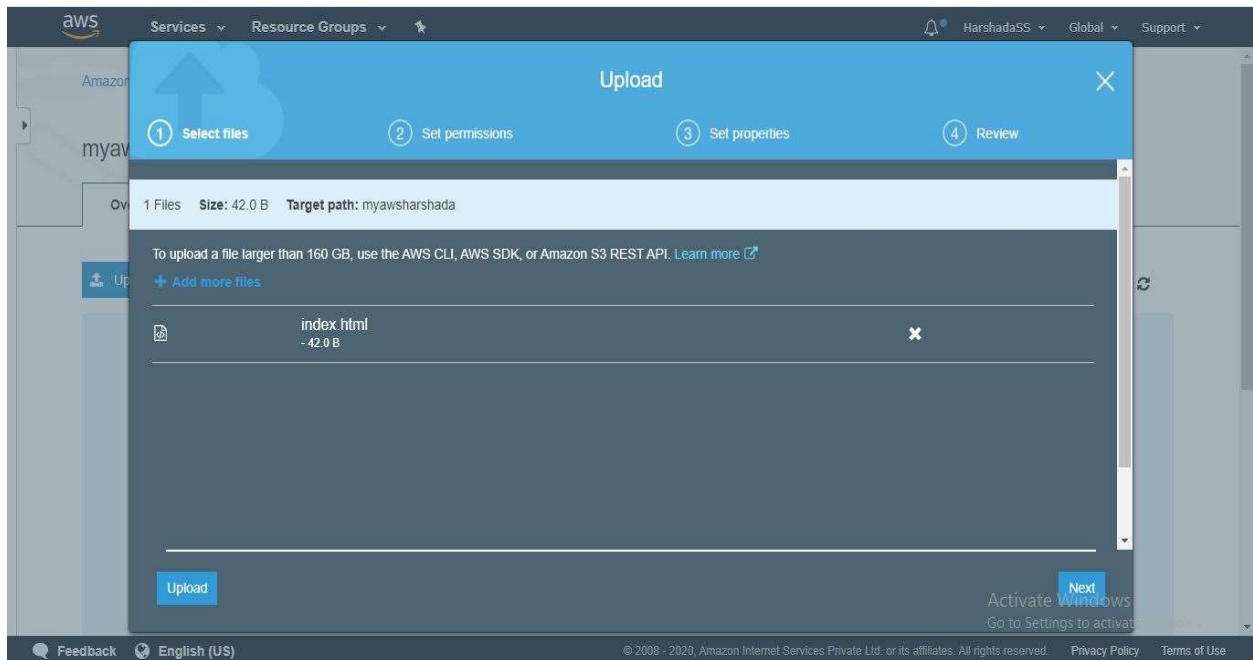 aws Services Resource Groups HarshadaSS Global Support
Amazon
Upload
1 Select files 2 Set permissions 3 Set properties 4 Review
myaw
Ov
1 Files Size: 42.0 B Target path: myawsharshada
To upload a file larger than 160 GB, use the AWS CLI, AWS SDK, or Amazon S3 REST API. Learn more
Up
Add more files
index.html
- 42.0 B
Upload
Next
Activate Windows
Go to Settings to activat
Feedback English (US) © 2008 - 2020, Amazon Internet Services Private Ltd. or its affiliates. All rights reserved. Privacy Policy Terms of Use